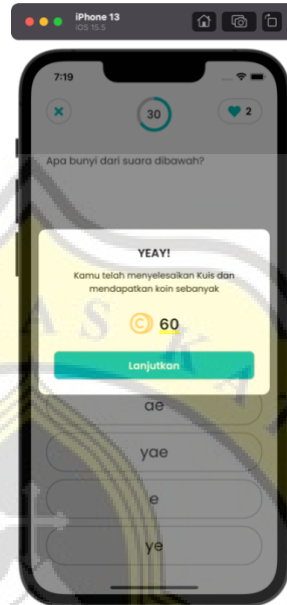 iPhone 13
iOS 15.5
7:19
30
2
Apa bunyi dari suara dibawah?
YEAY!
Kamu telah menyelesaikan Kuis dan
mendapatkan koin sebanyak
60
Lanjutkan
ae
yae
e
ye